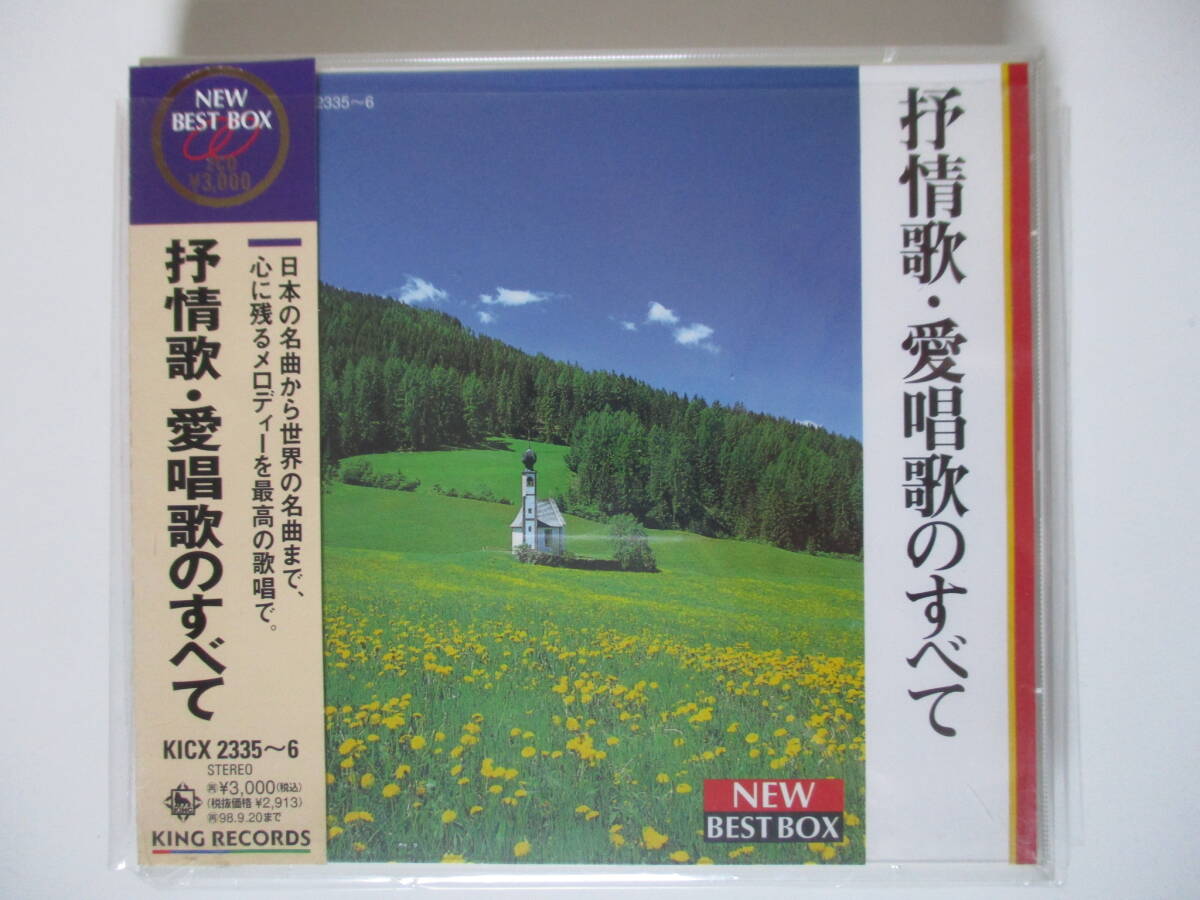 NEW
BEST BOX
2CD
¥3,000
日本の名曲から世界の名曲まで、
心に残るメロディーを最高の歌唱で。
抒情歌・愛唱歌のすべて
KICX 2335～6
STEREO
¥3,000(税込)
(税抜価格 ¥2,913)
98.9.20まで
KING RECORDS
2335～6
抒情歌・愛唱歌のすべて
NEW
BEST BOX